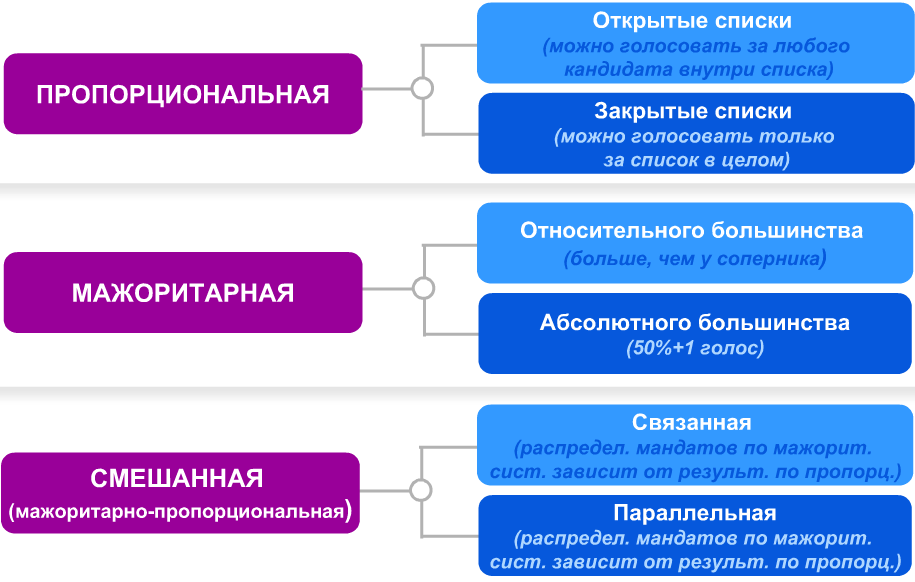 ПРОПОРЦИОНАЛЬНАЯ
Открытые списки
(можно голосовать за любого
кандидата внутри списка)
Закрытые списки
(можно голосовать только
за список в целом)
МАЖОРИТАРНАЯ
Относительного большинства
(больше, чем у соперника)
Абсолютного большинства
(50%+1 голос)
СМЕШАННАЯ
(мажоритарно-пропорциональная)
Связанная
(распредел. мандатов по мажорит.
сист. зависит от результ. по пропорц.)
Параллельная
(распредел. мандатов по мажорит.
сист. зависит от результ. по пропорц.)